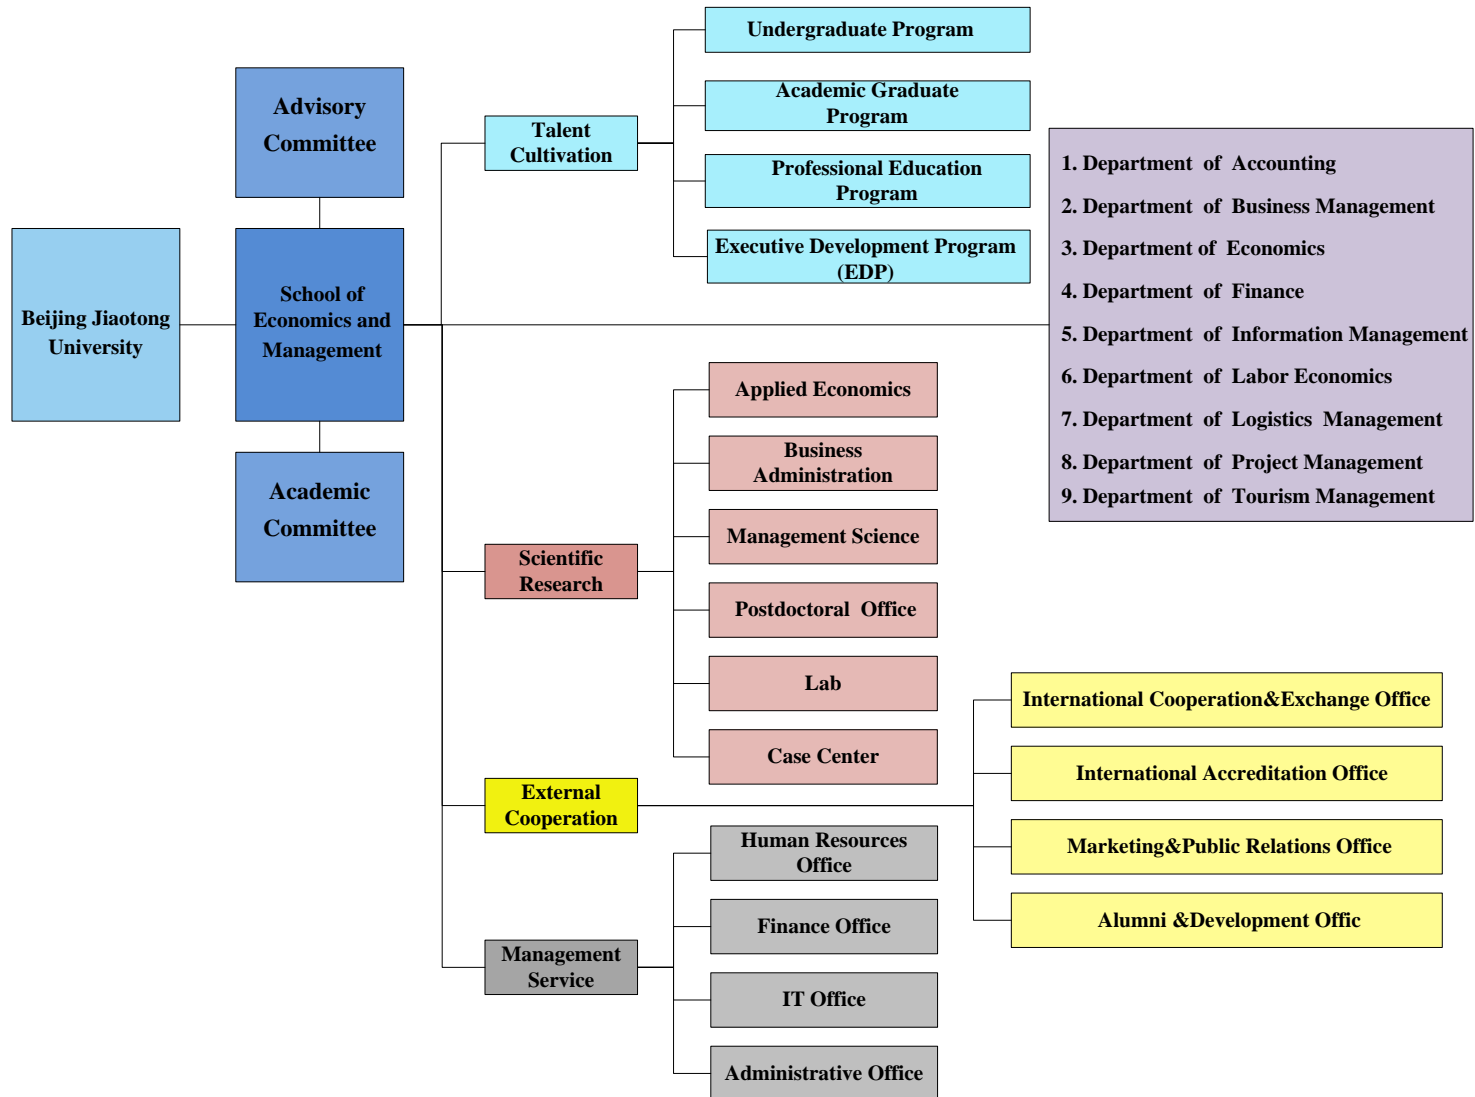 Beijing Jiaotong
University
Advisory
Committee
School of
Economics and
Management
Academic
Committee
Talent
Cultivation
Undergraduate Program
Academic Graduate
Program
Professional Education
Program
Executive Development Program
(EDP)
1. Department of Accounting
2. Department of Business Management
3. Department of Economics
4. Department of Finance
5. Department of Information Management
6. Department of Labor Economics
7. Department of Logistics Management
8. Department of Project Management
9. Department of Tourism Management
Scientific
Research
Applied Economics
Business
Administration
Management Science
Postdoctoral Office
Lab
Case Center
External
Cooperation
International Cooperation&Exchange Office
International Accreditation Office
Marketing&Public Relations Office
Alumni &Development Offic
Management
Service
Human Resources
Office
Finance Office
IT Office
Administrative Office